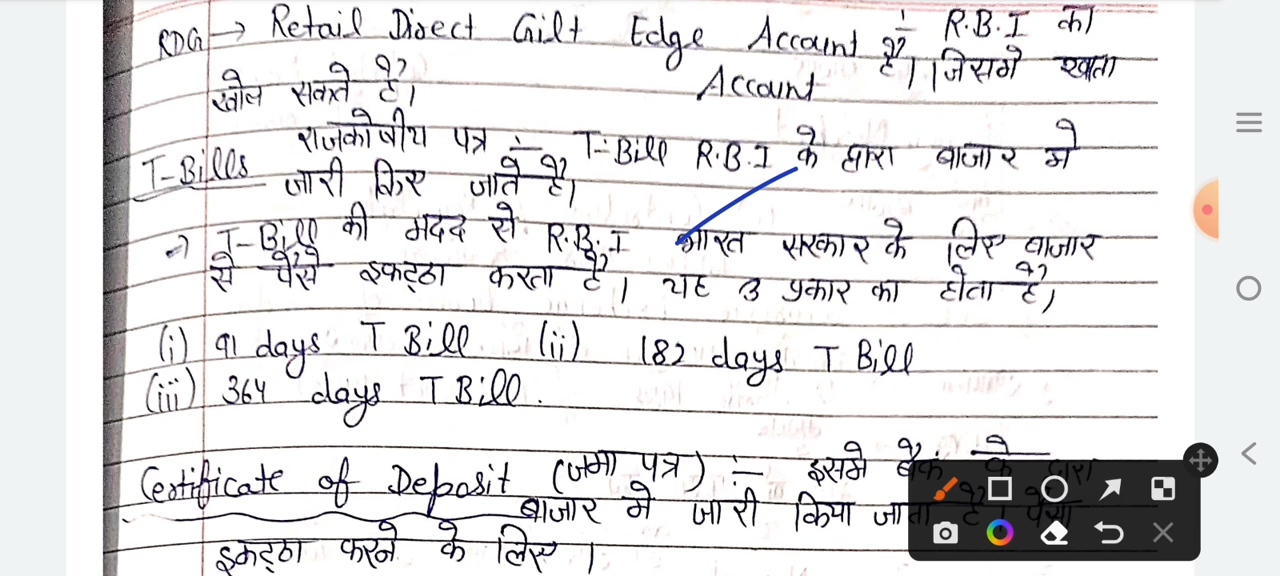 RDG → Retail Direct Gilt Edge Account ÷ R.B.I का
Account है। जिसमे खाता
खोल सकते है।
T-Bills राजकोषीय पत्र ÷ T-Bill R.B.I के द्वारा बाजार मे
जारी किए जाते है।
⇒ T-Bill की मदद से R.B.I भारत सरकार के लिए बाजार
से पैसे इकट्ठा करता है। यह 3 प्रकार का होता है,
(i) 91 days T Bill (ii) 182 days T Bill
(iii) 364 days T Bill.
Certificate of Deposit (जमा पत्र) ÷ इसमे बैंक के द्वारा
बाजार मे जारी किया जाता है। पैसा
इकट्ठा करने के लिए।